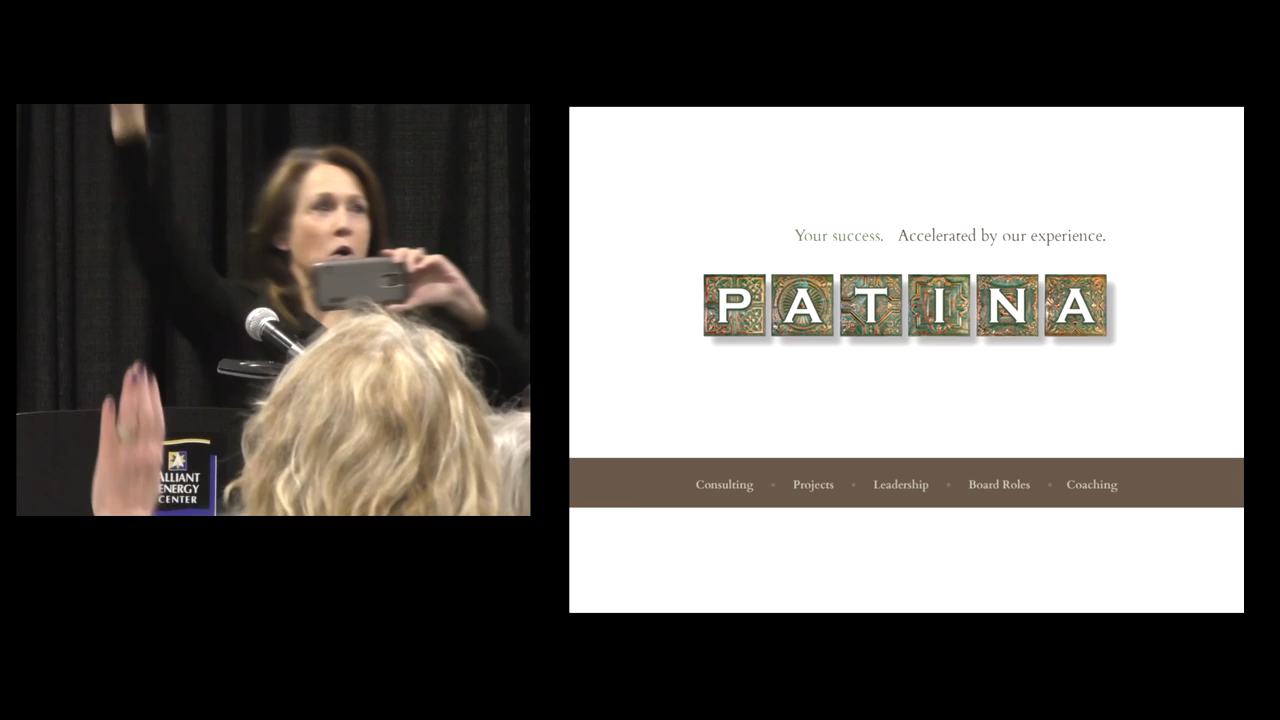 ALLIANT
ENERGY
CENTER
Your success. Accelerated by our experience.
PATINA
Consulting • Projects • Leadership • Board Roles • Coaching